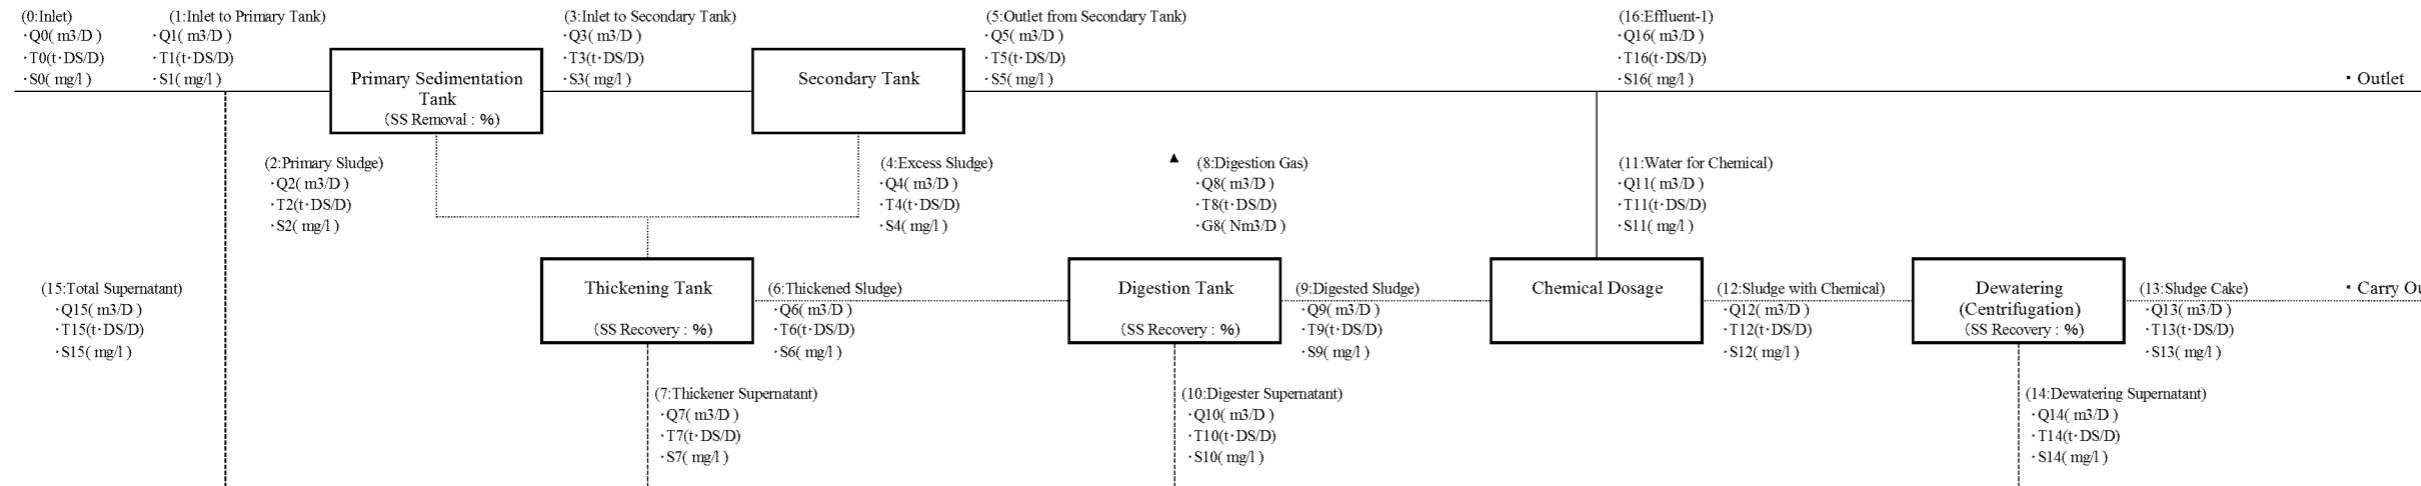 (0:Inlet)
・Q0( m3/D )
・T0(t・DS/D)
・S0( mg/l )
(1:Inlet to Primary Tank)
・Q1( m3/D )
・T1(t・DS/D)
・S1( mg/l )
Primary Sedimentation
Tank
(SS Removal : %)
(3:Inlet to Secondary Tank)
・Q3( m3/D )
・T3(t・DS/D)
・S3( mg/l )
Secondary Tank
(5:Outlet from Secondary Tank)
・Q5( m3/D )
・T5(t・DS/D)
・S5( mg/l )
(16:Effluent-1)
・Q16( m3/D )
・T16(t・DS/D)
・S16( mg/l )
・Outlet
(2:Primary Sludge)
・Q2( m3/D )
・T2(t・DS/D)
・S2( mg/l )
(4:Excess Sludge)
・Q4( m3/D )
・T4(t・DS/D)
・S4( mg/l )
(8:Digestion Gas)
・Q8( m3/D )
・T8(t・DS/D)
・G8( Nm3/D )
(11:Water for Chemical)
・Q11( m3/D )
・T11(t・DS/D)
・S11( mg/l )
(15:Total Supernatant)
・Q15( m3/D )
・T15(t・DS/D)
・S15( mg/l )
Thickening Tank
(SS Recovery : %)
(6:Thickened Sludge)
・Q6( m3/D )
・T6(t・DS/D)
・S6( mg/l )
Digestion Tank
(SS Recovery : %)
(9:Digested Sludge)
・Q9( m3/D )
・T9(t・DS/D)
・S9( mg/l )
Chemical Dosage
(12:Sludge with Chemical)
・Q12( m3/D )
・T12(t・DS/D)
・S12( mg/l )
Dewatering
(Centrifugation)
(SS Recovery : %)
(13:Sludge Cake)
・Q13( m3/D )
・T13(t・DS/D)
・S13( mg/l )
・Carry Ou
(7:Thickener Supernatant)
・Q7( m3/D )
・T7(t・DS/D)
・S7( mg/l )
(10:Digester Supernatant)
・Q10( m3/D )
・T10(t・DS/D)
・S10( mg/l )
(14:Dewatering Supernatant)
・Q14( m3/D )
・T14(t・DS/D)
・S14( mg/l )